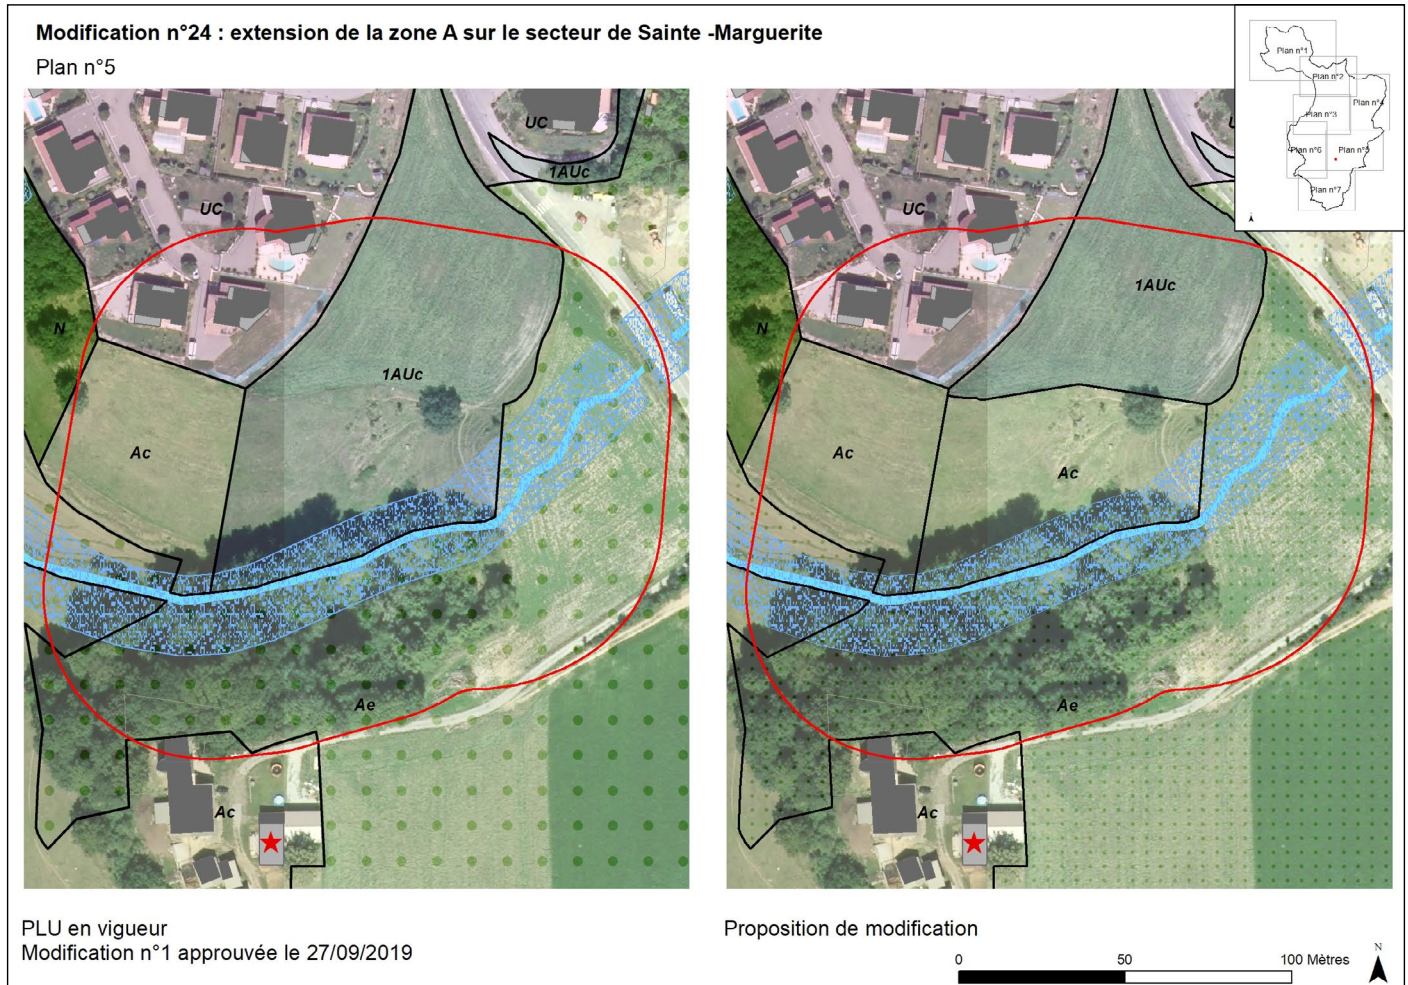 Modification n°24 : extension de la zone A sur le secteur de Sainte -Marguerite
Plan n°5
Plan n°1
Plan n°2
Plan n°4
Plan n°3
Plan n°6
Plan n°5
Plan n°7
UC
1AUc
UC
N
1AUc
Ac
Ae
Ac
UC
1AUc
N
Ac
Ac
Ae
Ac
PLU en vigueur
Modification n°1 approuvée le 27/09/2019
Proposition de modification
0 50 100 Mètres
N